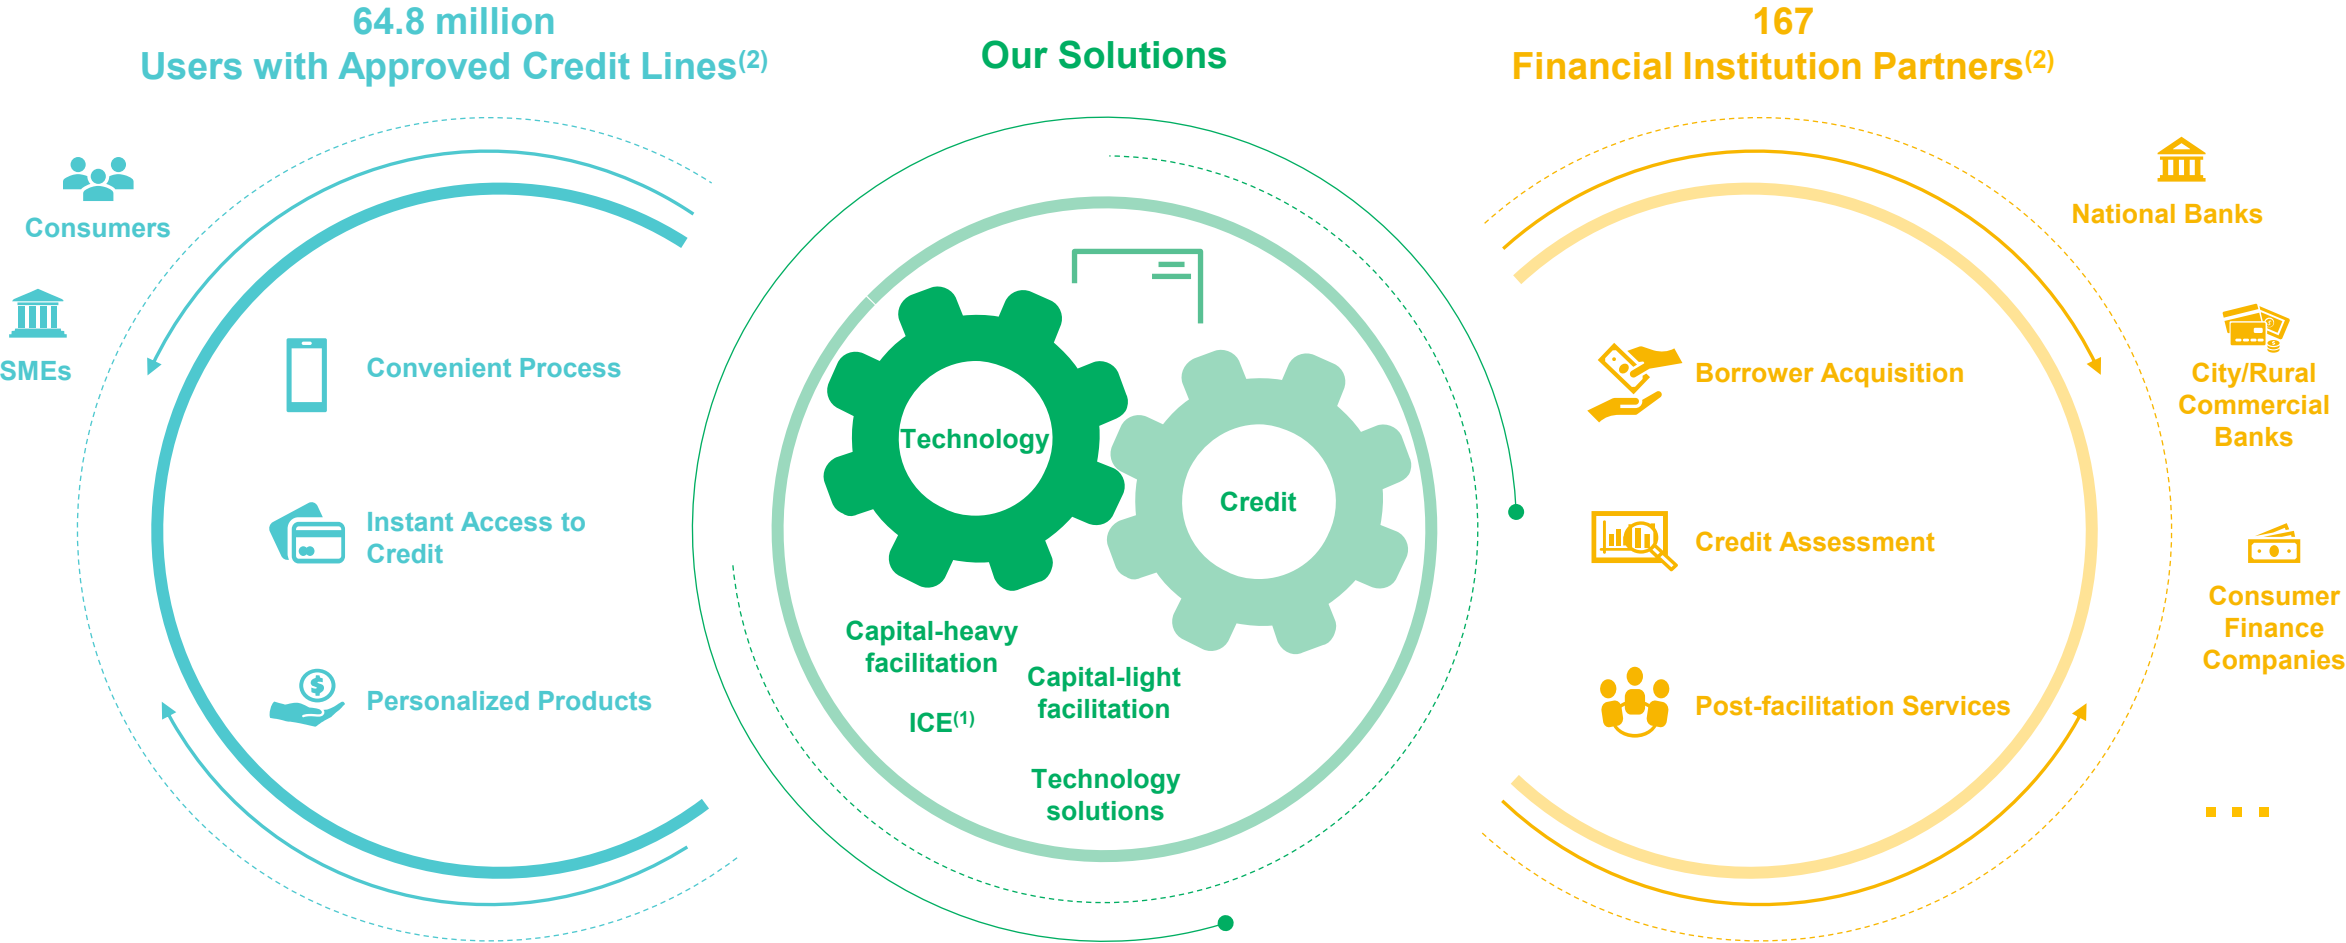 64.8 million
Users with Approved Credit Lines(2)
Consumers
SMEs
Convenient Process
Instant Access to
Credit
Personalized Products
Our Solutions
Technology
Credit
Capital-heavy
facilitation
Capital-light
facilitation
ICE(1)
Technology
solutions
167
Financial Institution Partners(2)
Borrower Acquisition
Credit Assessment
Post-facilitation Services
National Banks
City/Rural
Commercial
Banks
Consumer
Finance
Companies
...